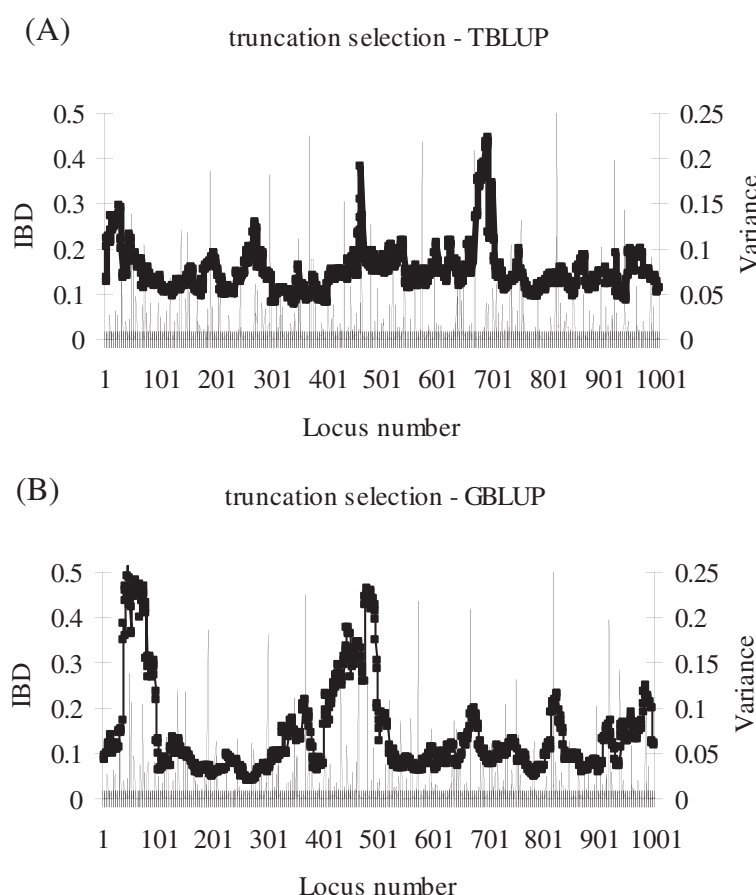 (A)
truncation selection - TBLUP
0.5 0.25
0.4 0.2
0.3 0.15
0.2 0.1
0.1 0.05
0 0
IBD
Variance
1 101 201 301 401 501 601 701 801 901 1001
Locus number
(B)
truncation selection - GBLUP
0.5 0.25
0.4 0.2
0.3 0.15
0.2 0.1
0.1 0.05
0 0
IBD
Variance
1 101 201 301 401 501 601 701 801 901 1001
Locus number